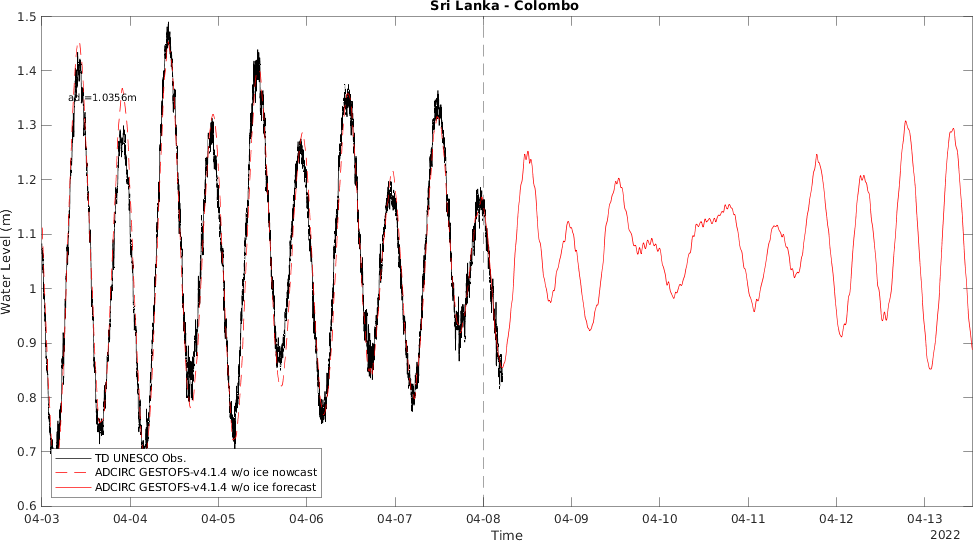 Sri Lanka - Colombo
1.5
1.4
1.3
1.2
1.1
1
0.9
0.8
0.7
0.6
Water Level (m)
adj=1.0356m
TD UNESCO Obs.
ADCIRC GESTOFS-v4.1.4 w/o ice nowcast
ADCIRC GESTOFS-v4.1.4 w/o ice forecast
04-03 04-04 04-05 04-06 04-07 04-08 04-09 04-10 04-11 04-12 04-13
Time
2022